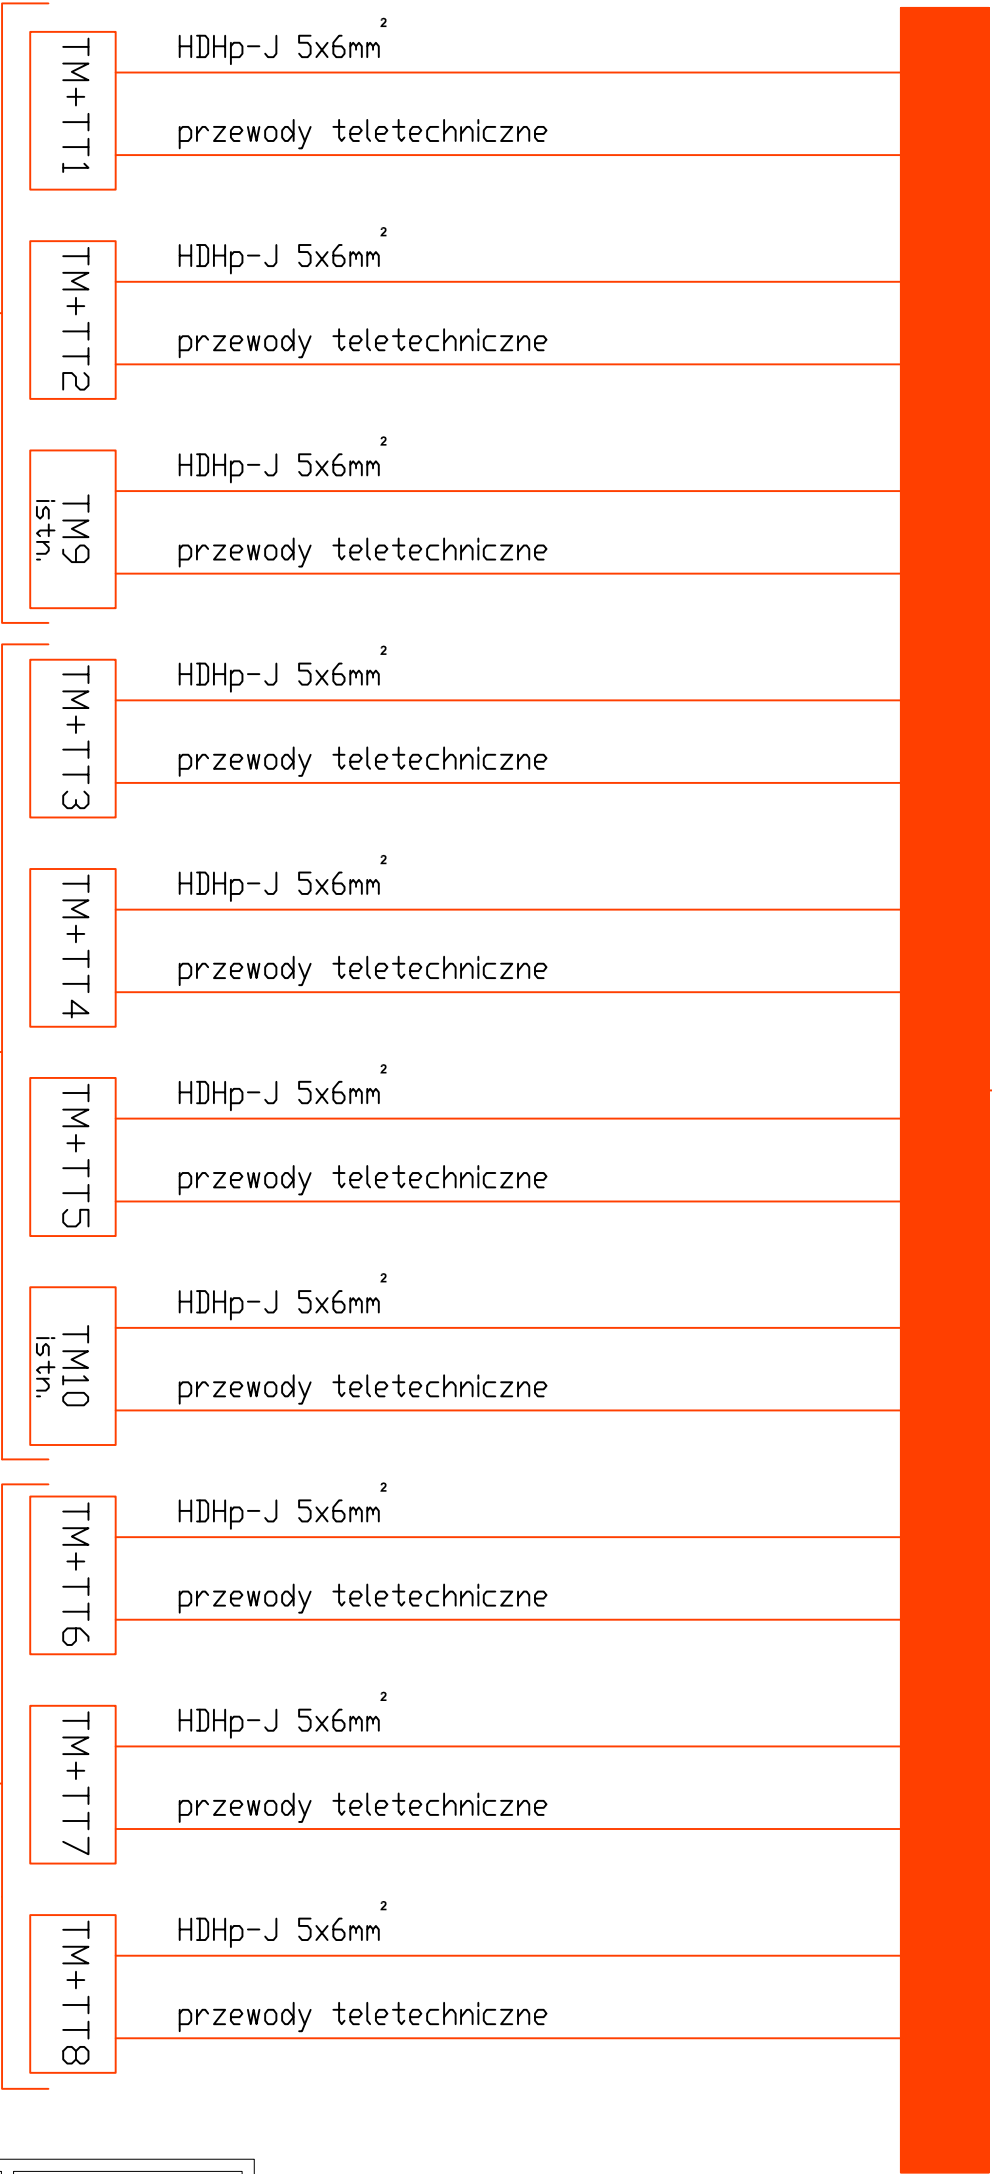 TM+TT1
HDHp-J 5x6mm²
przewody teletechniczne
TM+TT2
HDHp-J 5x6mm²
przewody teletechniczne
TM9
istn.
HDHp-J 5x6mm²
przewody teletechniczne
TM+TT3
HDHp-J 5x6mm²
przewody teletechniczne
TM+TT4
HDHp-J 5x6mm²
przewody teletechniczne
TM+TT5
HDHp-J 5x6mm²
przewody teletechniczne
TM10
istn.
HDHp-J 5x6mm²
przewody teletechniczne
TM+TT6
HDHp-J 5x6mm²
przewody teletechniczne
TM+TT7
HDHp-J 5x6mm²
przewody teletechniczne
TM+TT8
HDHp-J 5x6mm²
przewody teletechniczne